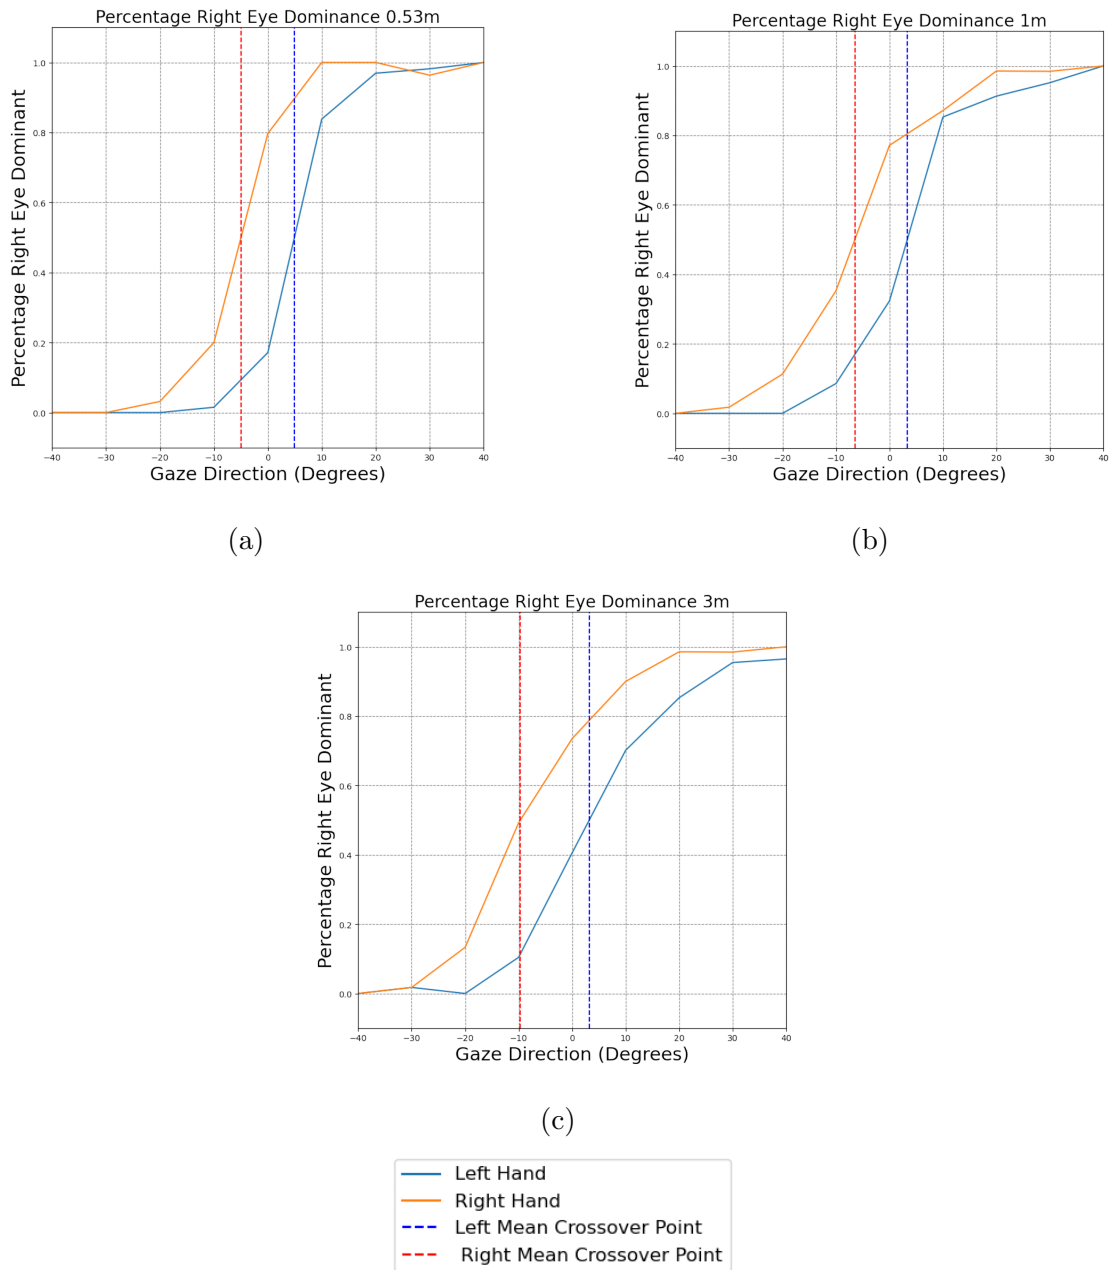 Percentage Right Eye Dominance 0.53m
Percentage Right Eye Dominant
1.0
0.8
0.6
0.4
0.2
0.0
−40 −30 −20 −10 0 10 20 30 40
Gaze Direction (Degrees)
(a)
Percentage Right Eye Dominance 1m
Percentage Right Eye Dominant
1.0
0.8
0.6
0.4
0.2
0.0
−40 −30 −20 −10 0 10 20 30 40
Gaze Direction (Degrees)
(b)
Percentage Right Eye Dominance 3m
Percentage Right Eye Dominant
1.0
0.8
0.6
0.4
0.2
0.0
−40 −30 −20 −10 0 10 20 30 40
Gaze Direction (Degrees)
(c)
Left Hand
Right Hand
Left Mean Crossover Point
Right Mean Crossover Point